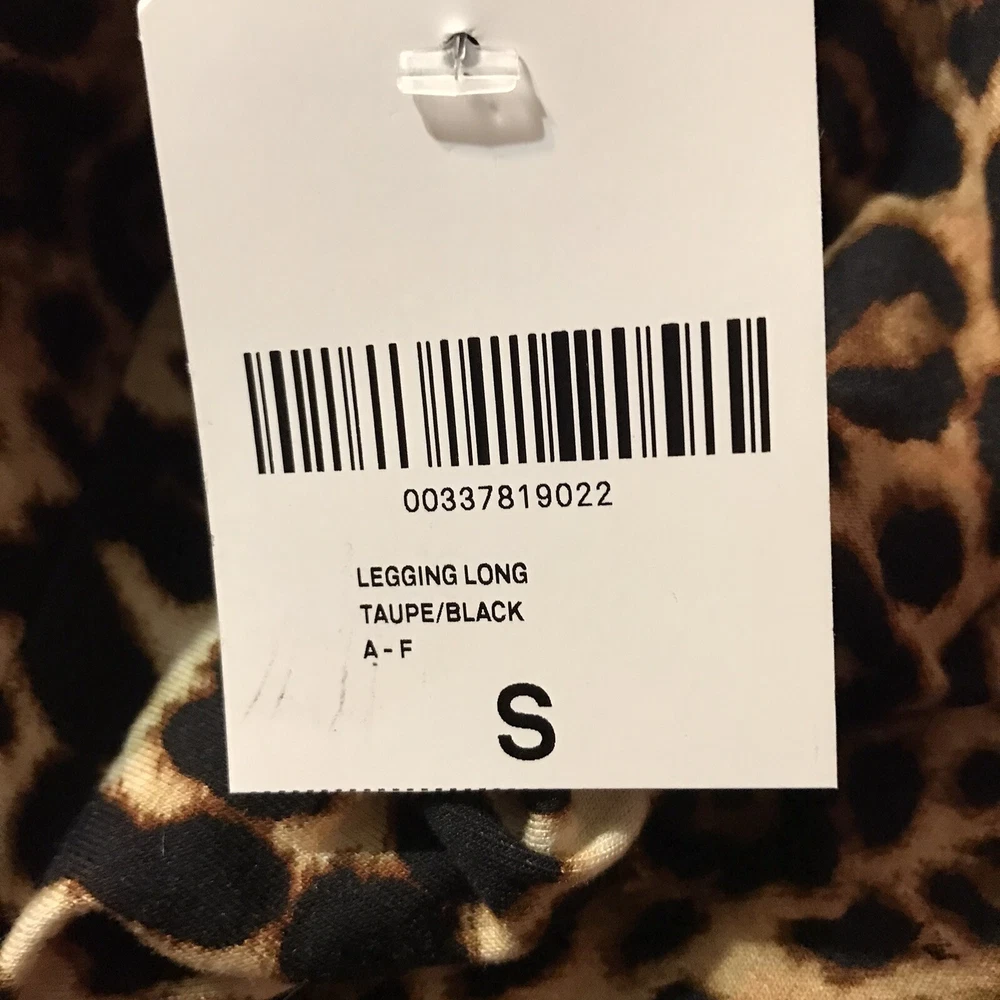 00337819022
LEGGING LONG
TAUPE/BLACK
A - F
S